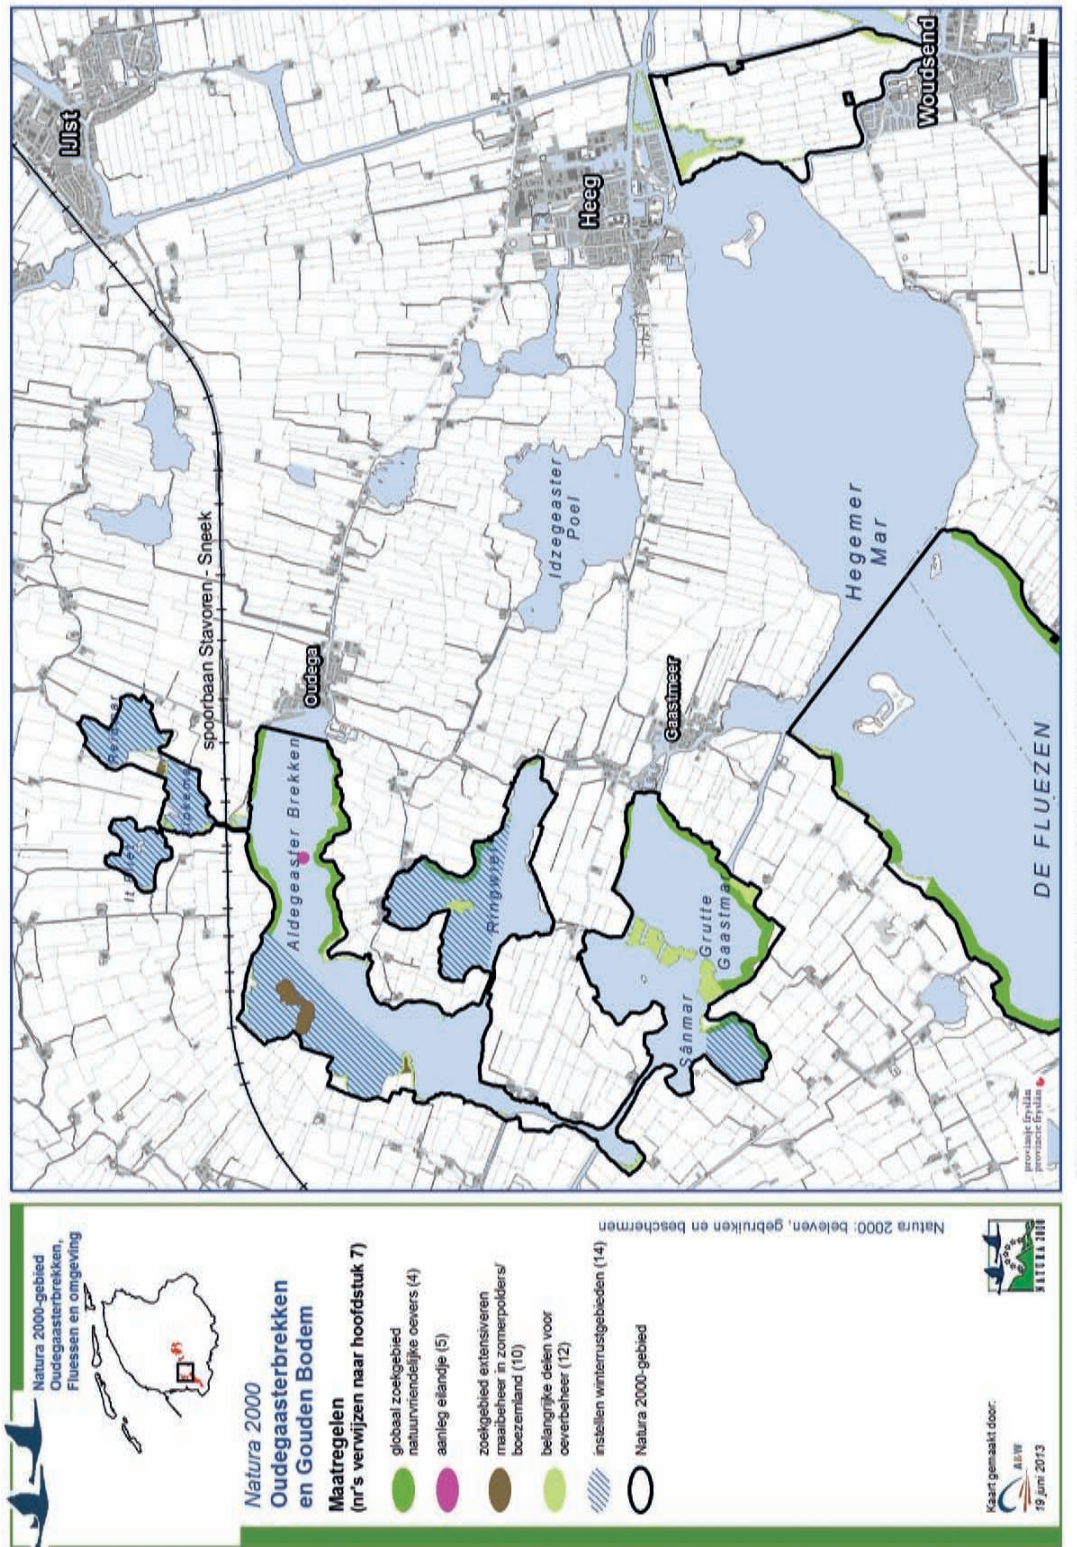 Natura 2000-gebied
Oudegaasterbrekken,
Fluessen en omgeving
Natura 2000
Oudegaasterbrekken
en Gouden Bodem
Maatregelen
(nr's verwijzen naar hoofdstuk 7)
globaal zoekgebied
natuurvriendelijke oevers (4)
aanleg eilandje (5)
zoekgebied extensiveren
maaibeheer in zomerpolders/
boezemland (10)
belangrijke delen voor
oeverbeheer (12)
instellen winterrustgebieden (14)
Natura 2000-gebied
Natura 2000: beleven, gebruiken en beschermen
Kaart gemaakt door:
A&W
19 juni 2013
NATURA 2000
provinsje fryslân
provincie fryslân
IJlst
spoorbaan Stavoren - Sneek
Oudega
Aldegeaster Brekken
Ringwiel
Idzegeaster
Poel
Heeg
Woudsend
Gaastmeer
Grutte
Gaastmar
Sânmar
Hegemer
Mar
DE FLUEZEN